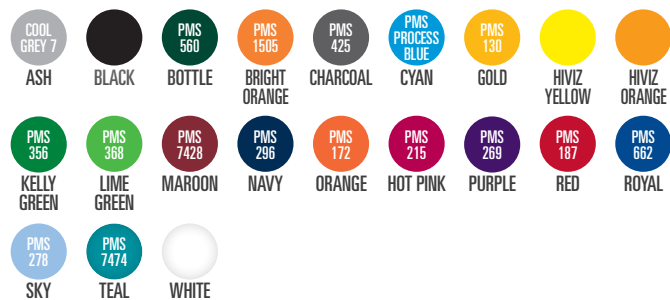 COOL
GREY 7
PMS
560
PMS
1505
PMS
425
PMS
PROCESS
BLUE
PMS
130
ASH
BLACK
BOTTLE
BRIGHT
ORANGE
CHARCOAL
CYAN
GOLD
HIVIZ
YELLOW
HIVIZ
ORANGE
PMS
356
PMS
368
PMS
7428
PMS
296
PMS
172
PMS
215
PMS
269
PMS
187
PMS
662
KELLY
GREEN
LIME
GREEN
MAROON
NAVY
ORANGE
HOT PINK
PURPLE
RED
ROYAL
PMS
278
PMS
7474
SKY
TEAL
WHITE